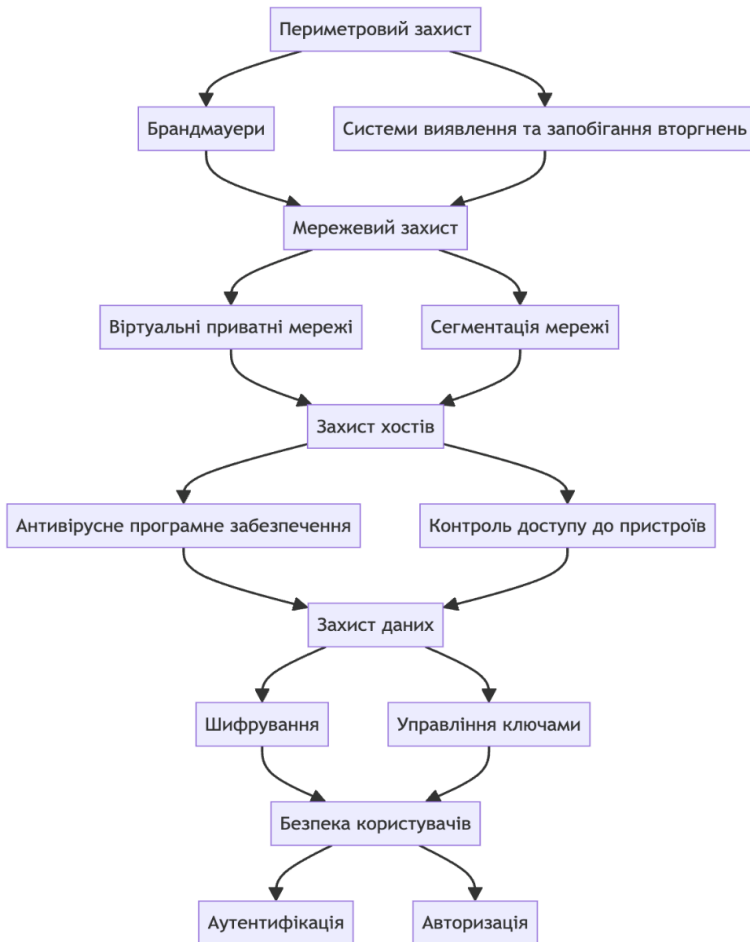 Периметровий захист
Брандмауери
Системи виявлення та запобігання вторгнень
Мережевий захист
Віртуальні приватні мережі
Сегментація мережі
Захист хостів
Антивірусне програмне забезпечення
Контроль доступу до пристроїв
Захист даних
Шифрування
Управління ключами
Безпека користувачів
Аутентифікація
Авторизація